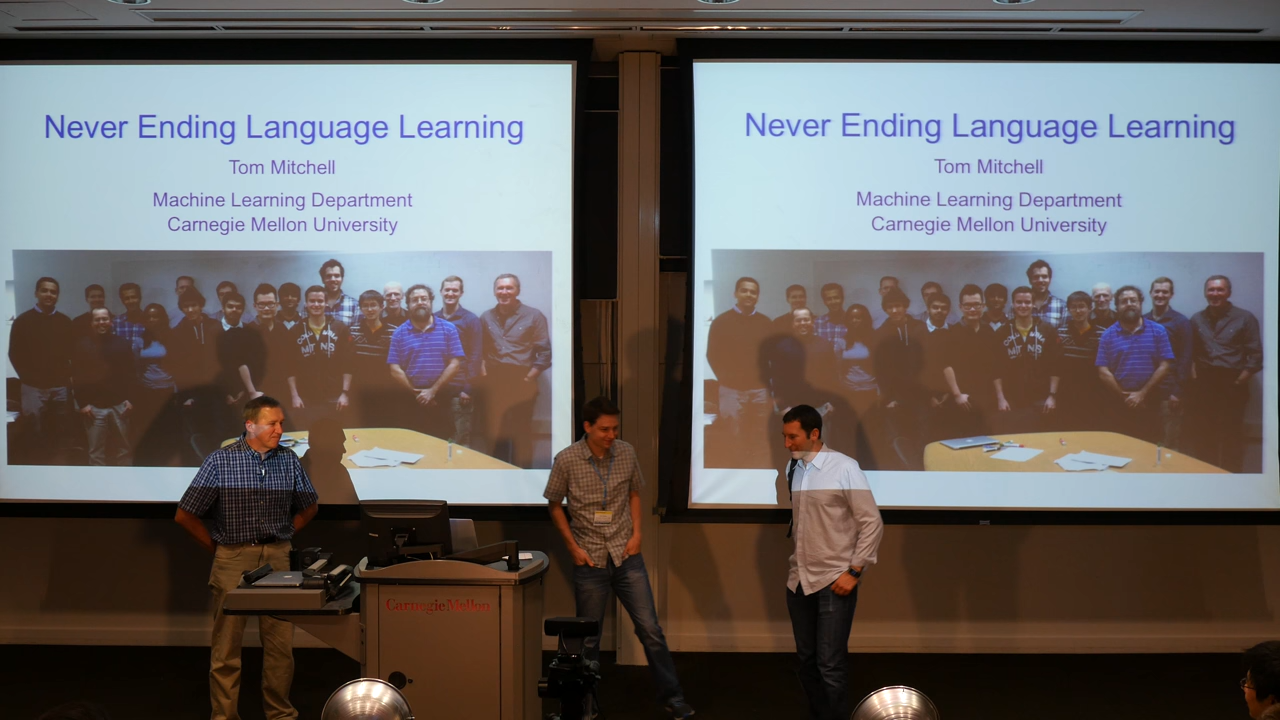 Never Ending Language Learning
Tom Mitchell
Machine Learning Department
Carnegie Mellon University
Never Ending Language Learning
Tom Mitchell
Machine Learning Department
Carnegie Mellon University
Carnegie Mellon